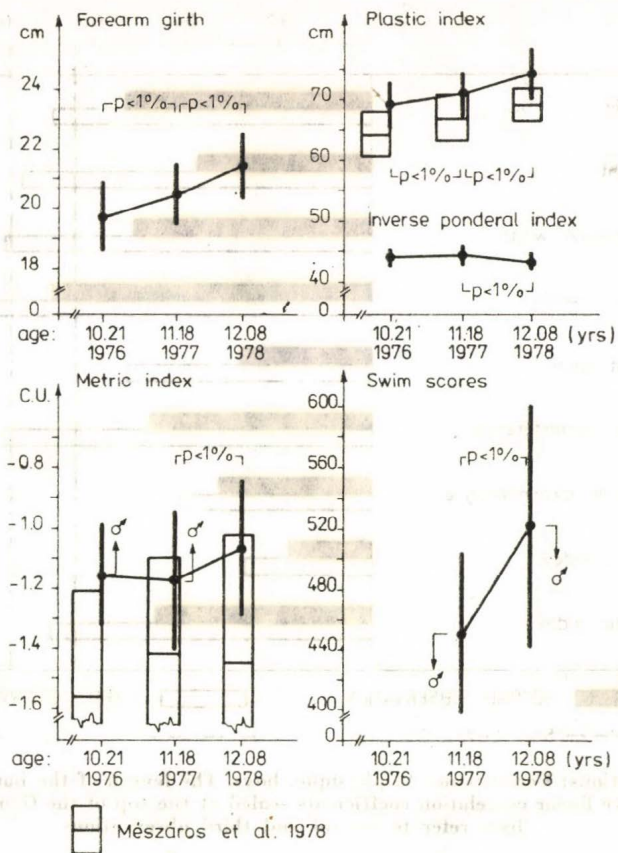 Forearm girth
cm
24
22
20
18
0
┌p<1%┐┌p<1%┐
age:
10.21 11.18 12.08
1976 1977 1978
Plastic index
cm
70
60
50
40
0
└p<1%┘└p<1%┘
Inverse ponderal index
└p<1%┘
10.21 11.18 12.08 (yrs)
1976 1977 1978
Metric index
C.U.
-0.8
-1.0
-1.2
-1.4
-1.6
┌p<1%┐
♂
♂
age:
10.21 11.18 12.08
1976 1977 1978
Swim scores
600
560
520
480
440
400
0
┌p<1%┐
♂
♂
10.21 11.18 12.08 (yrs)
1976 1977 1978
Mészáros et al. 1978